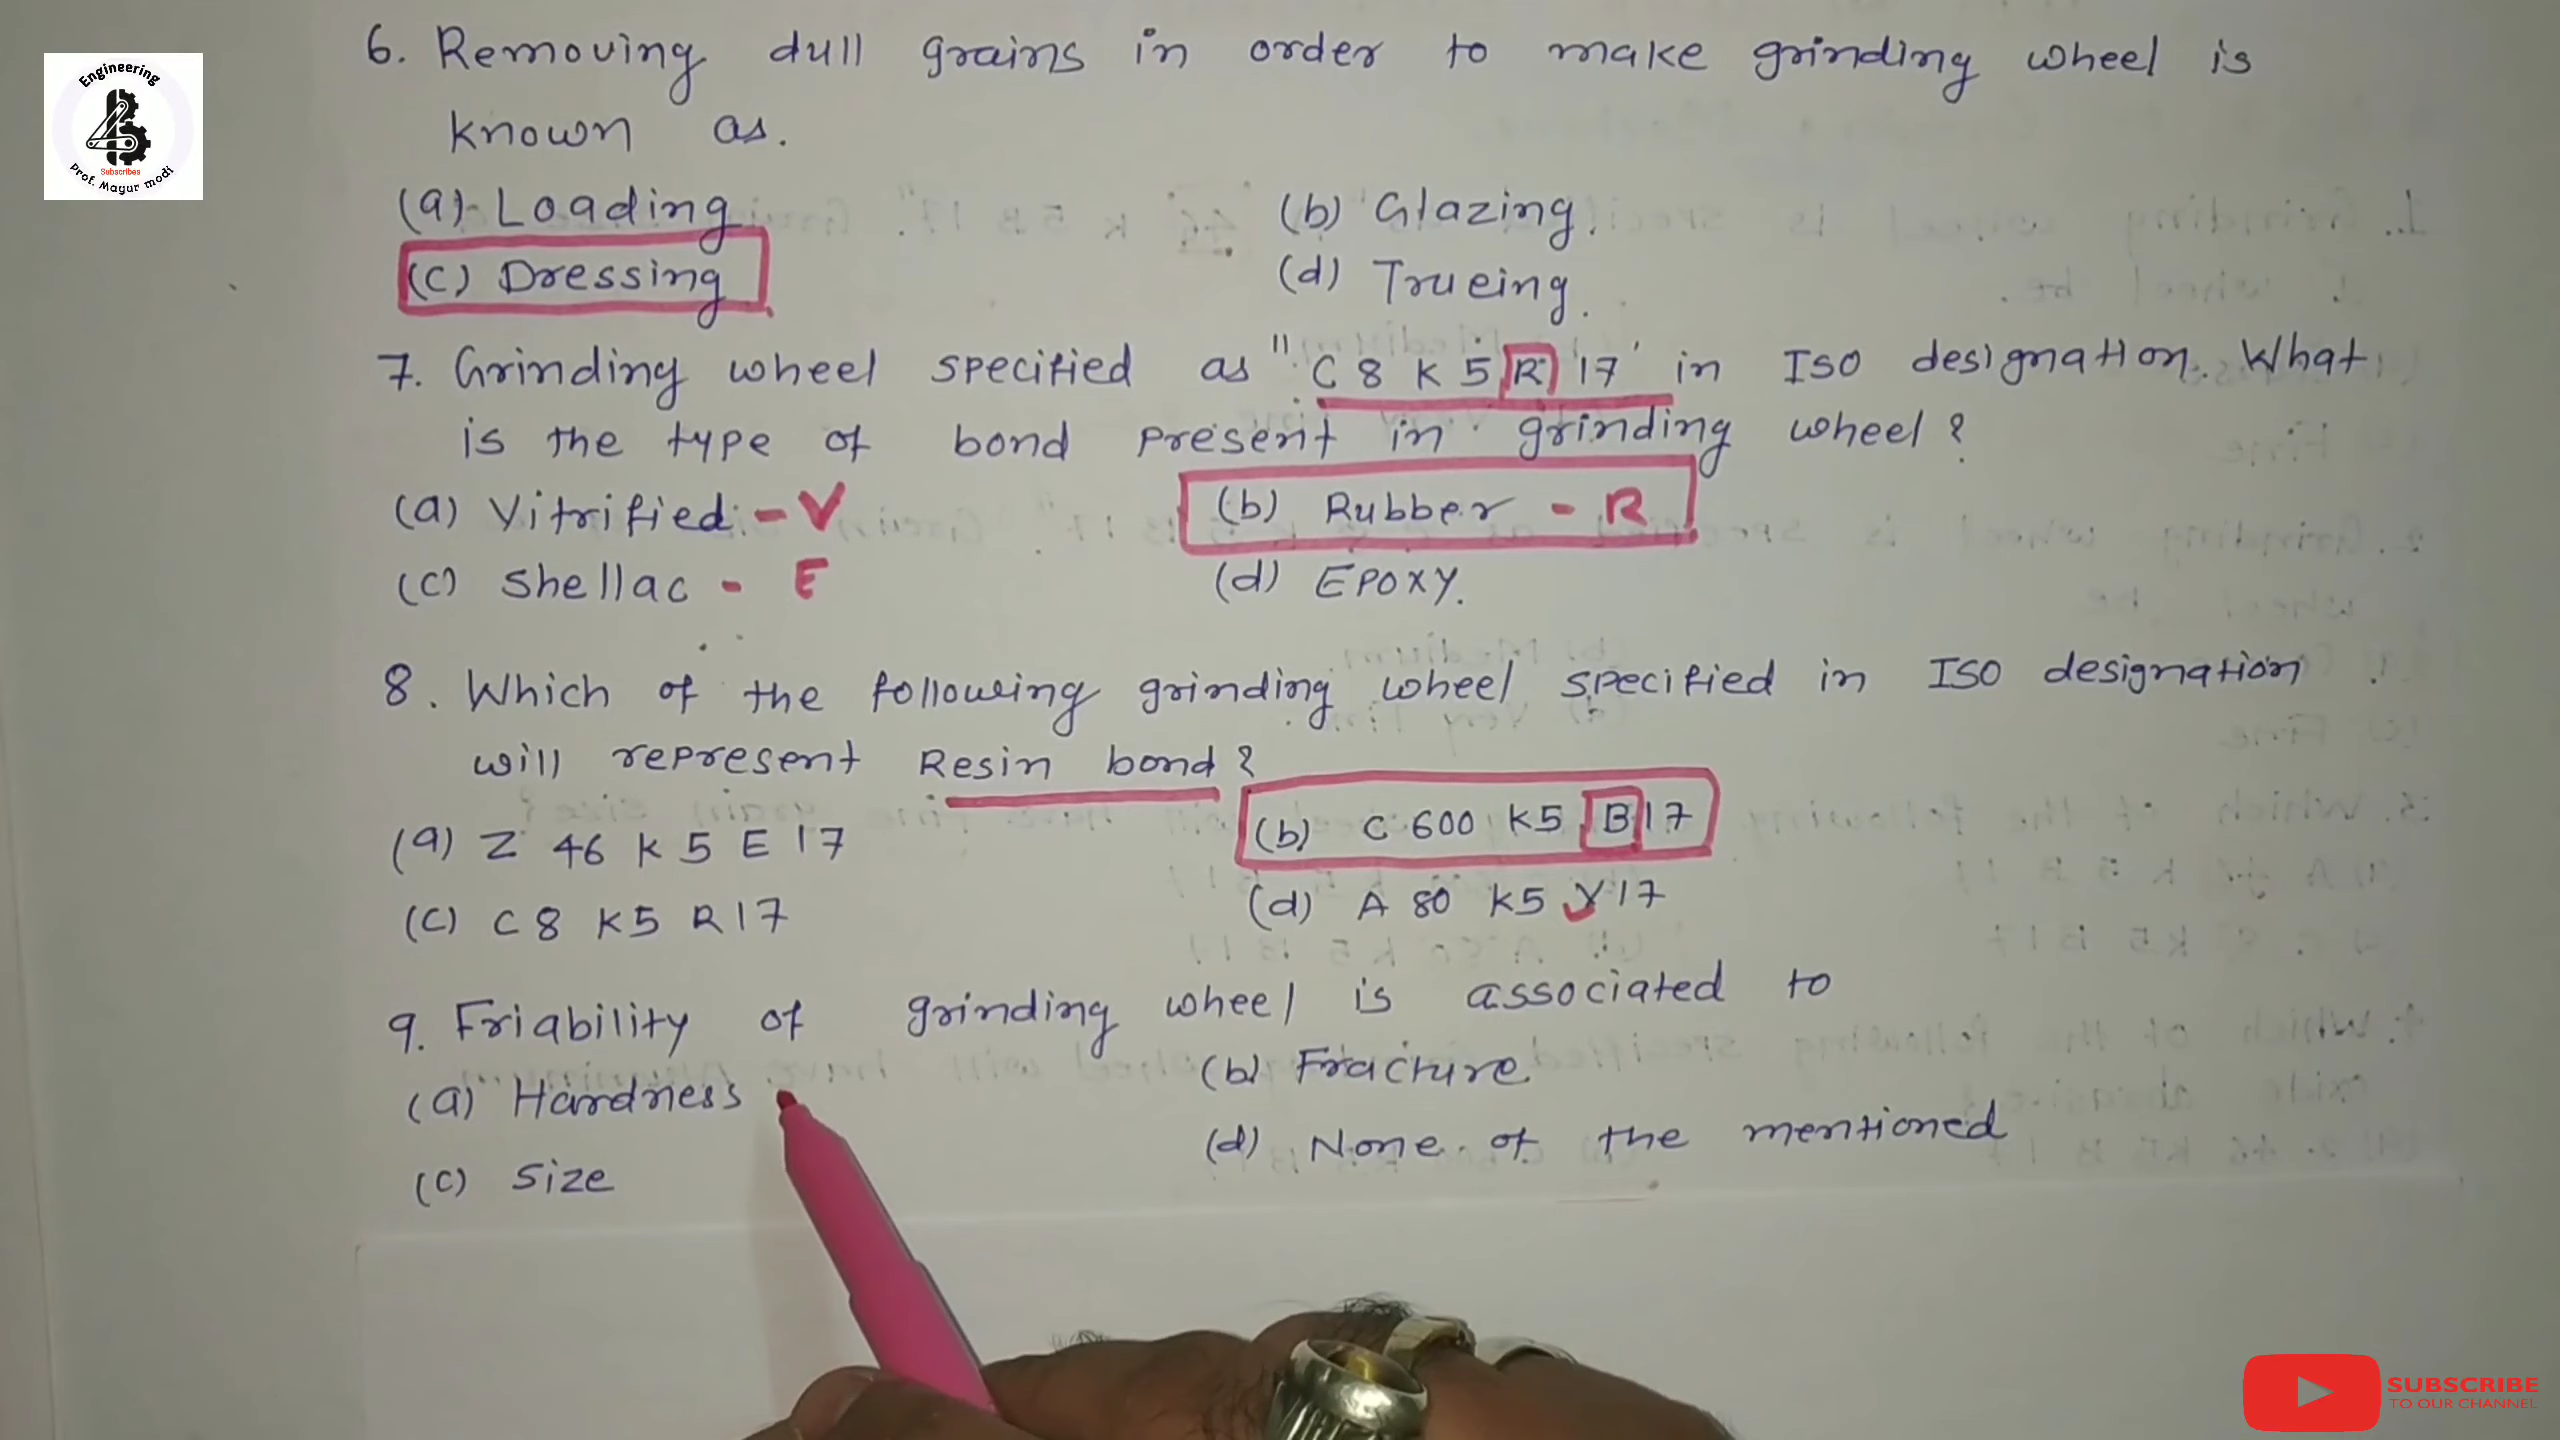 Engineering
Subscribes
Prof. Mayur modi
6. Removing dull grains in order to make grinding wheel is
known as.
(a) Loading
(b) Glazing.
(c) Dressing
(d) Trueing.
7. Grinding wheel specified as "C 8 K 5 R 17' in ISO designation. What
is the type of bond present in grinding wheel?
(a) Vitrified - V
(b) Rubber - R
(c) Shellac - E
(d) EPOXY.
8. Which of the following grinding wheel specified in ISO designation
will represent Resin bond?
(a) Z 46 K 5 E 17
(b) C 600 K5 B17
(c) C 8 K5 R17
(d) A 80 K5 V17
9. Friability of grinding wheel is associated to
(a) Hardness
(b) Fracture
(c) Size
(d) None of the mentioned
SUBSCRIBE
TO OUR CHANNEL